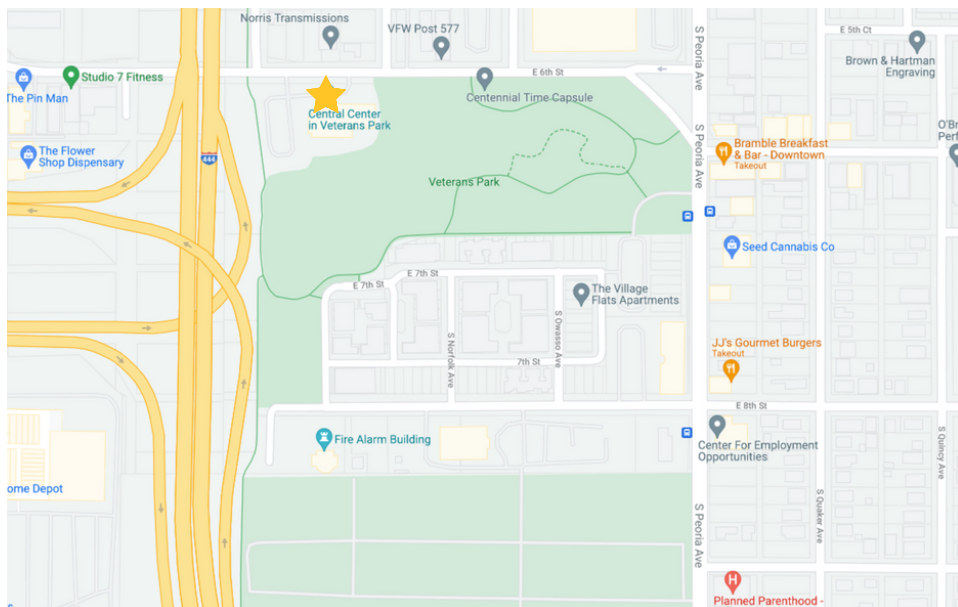 Norris Transmissions
VFW Post 577
E 5th Ct
Brown & Hartman
Engraving
S Peoria Ave
E 6th St
Studio 7 Fitness
The Pin Man
Centennial Time Capsule
Central Center
in Veterans Park
O'Br
Perf
The Flower
Shop Dispensary
444
Bramble Breakfast
& Bar - Downtown
Takeout
S Peoria Ave
Veterans Park
Seed Cannabis Co
E 7th St
E 7th St
The Village
Flats Apartments
S Norfolk Ave
S Owasso Ave
7th St
JJ's Gourmet Burgers
Takeout
E 8th St
Fire Alarm Building
Center For Employment
Opportunities
S Quincy Ave
ome Depot
S Quaker Ave
S Peoria Ave
H
Planned Parenthood -